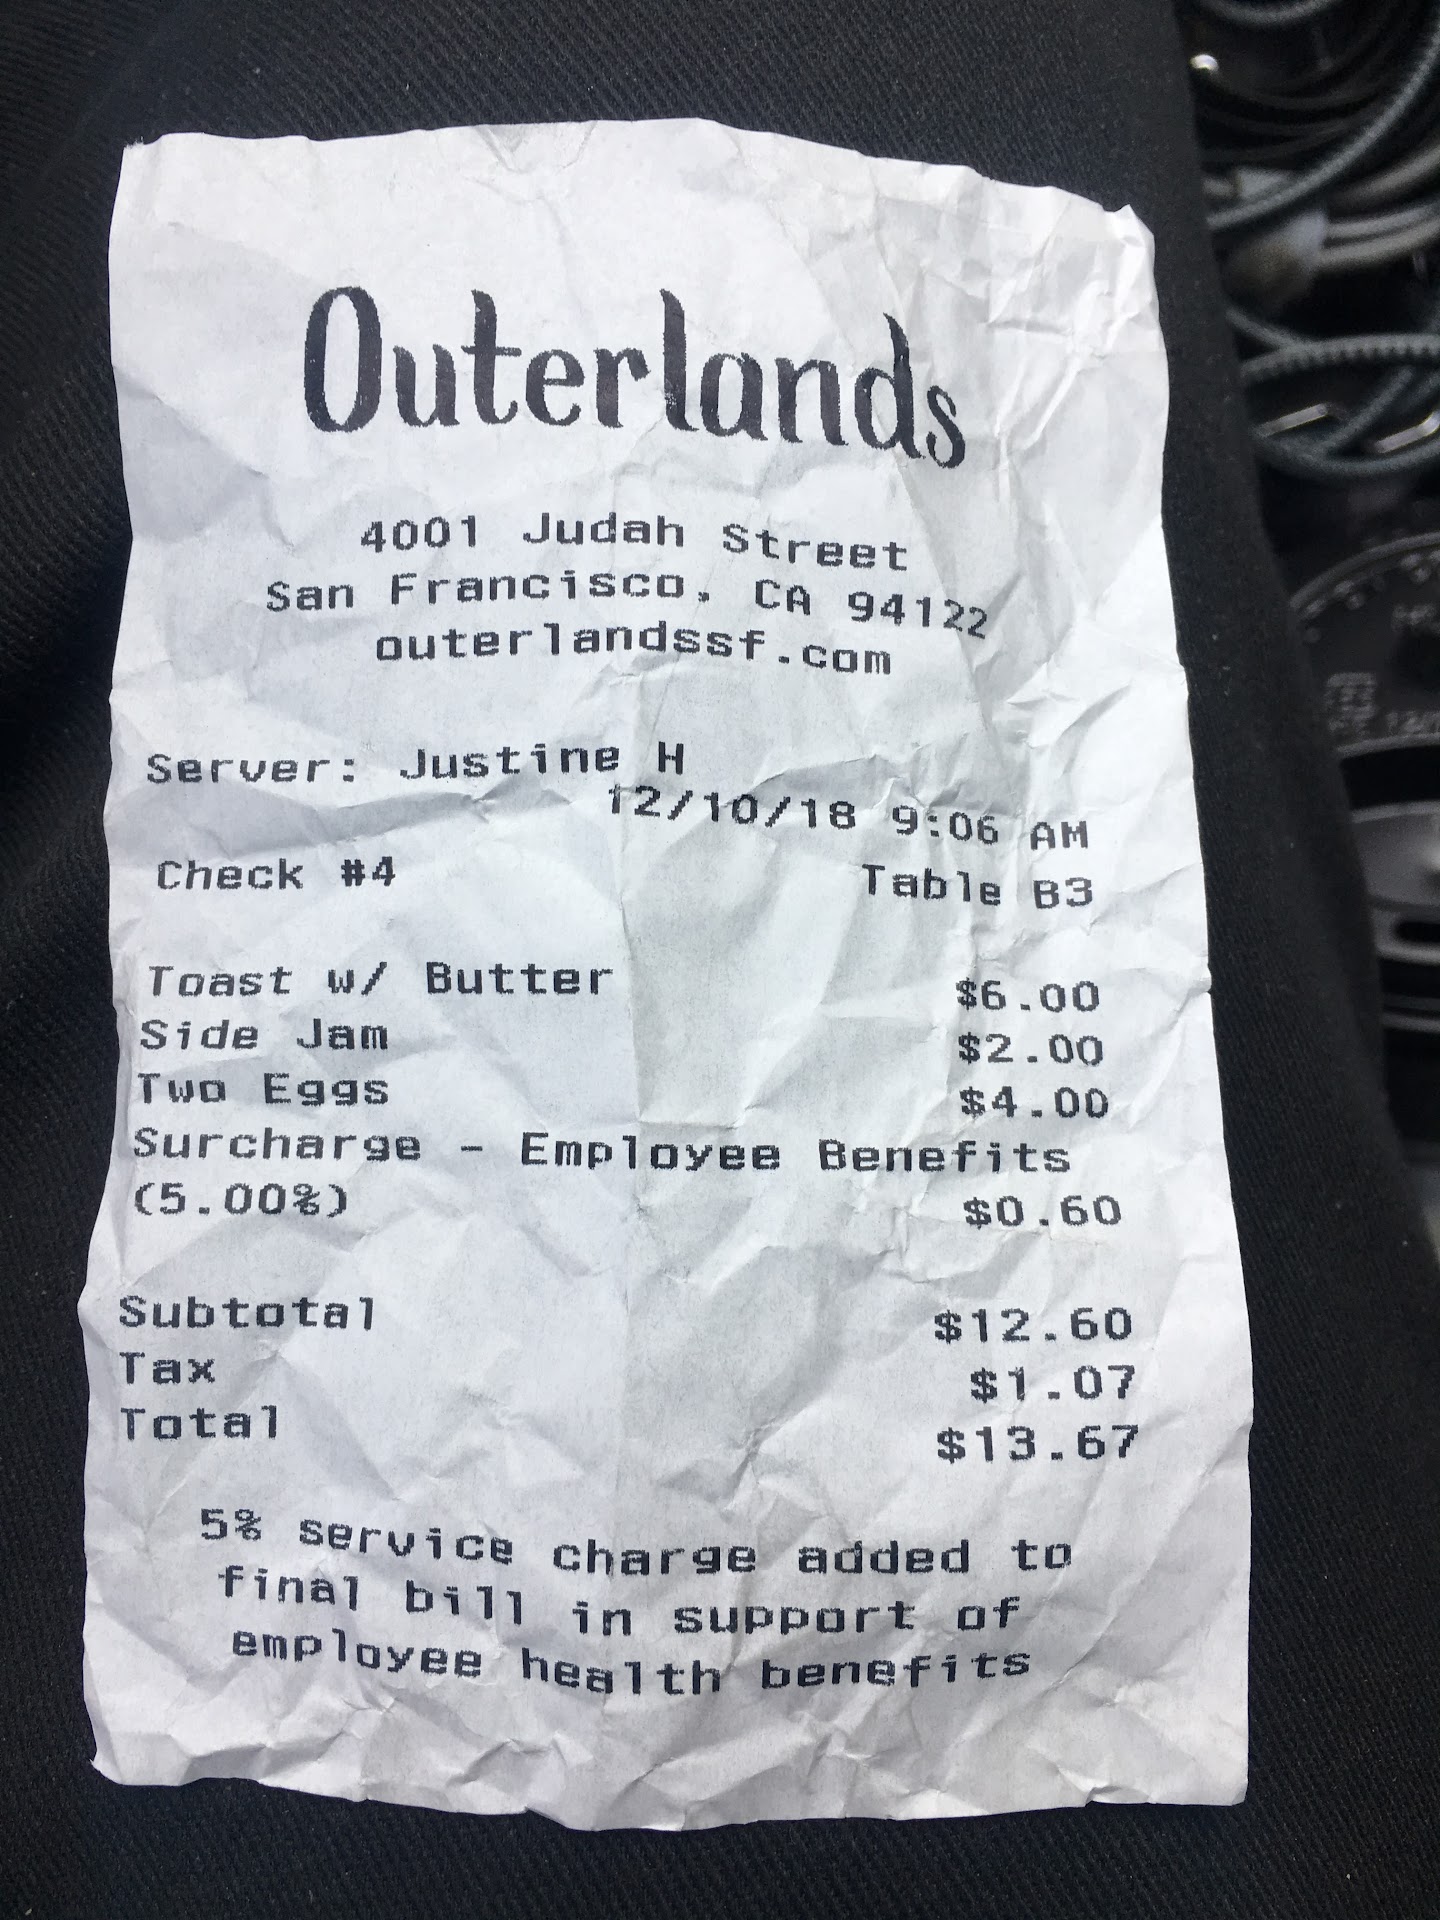 Outerlands
4001 Judah Street
San Francisco, CA 94122
outerlandssf.com
Server: Justine H
12/10/18 9:06 AM
Check #4 Table B3
Toast w/ Butter $6.00
Side Jam $2.00
Two Eggs $4.00
Surcharge - Employee Benefits
(5.00%) $0.60
Subtotal $12.60
Tax $1.07
Total $13.67
5% service charge added to
final bill in support of
employee health benefits